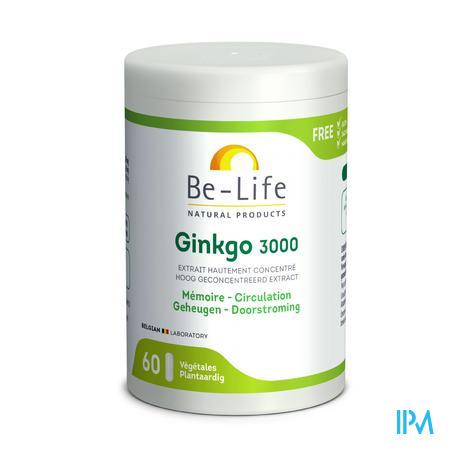 FREE
Be-Life
NATURAL PRODUCTS
Ginkgo 3000
EXTRAIT HAUTEMENT CONCENTRÉ
HOOG GECONCENTREERD EXTRACT
Mémoire - Circulation
Geheugen - Doorstroming
BELGIAN LABORATORY
60 Végétales
Plantaardig
IPM